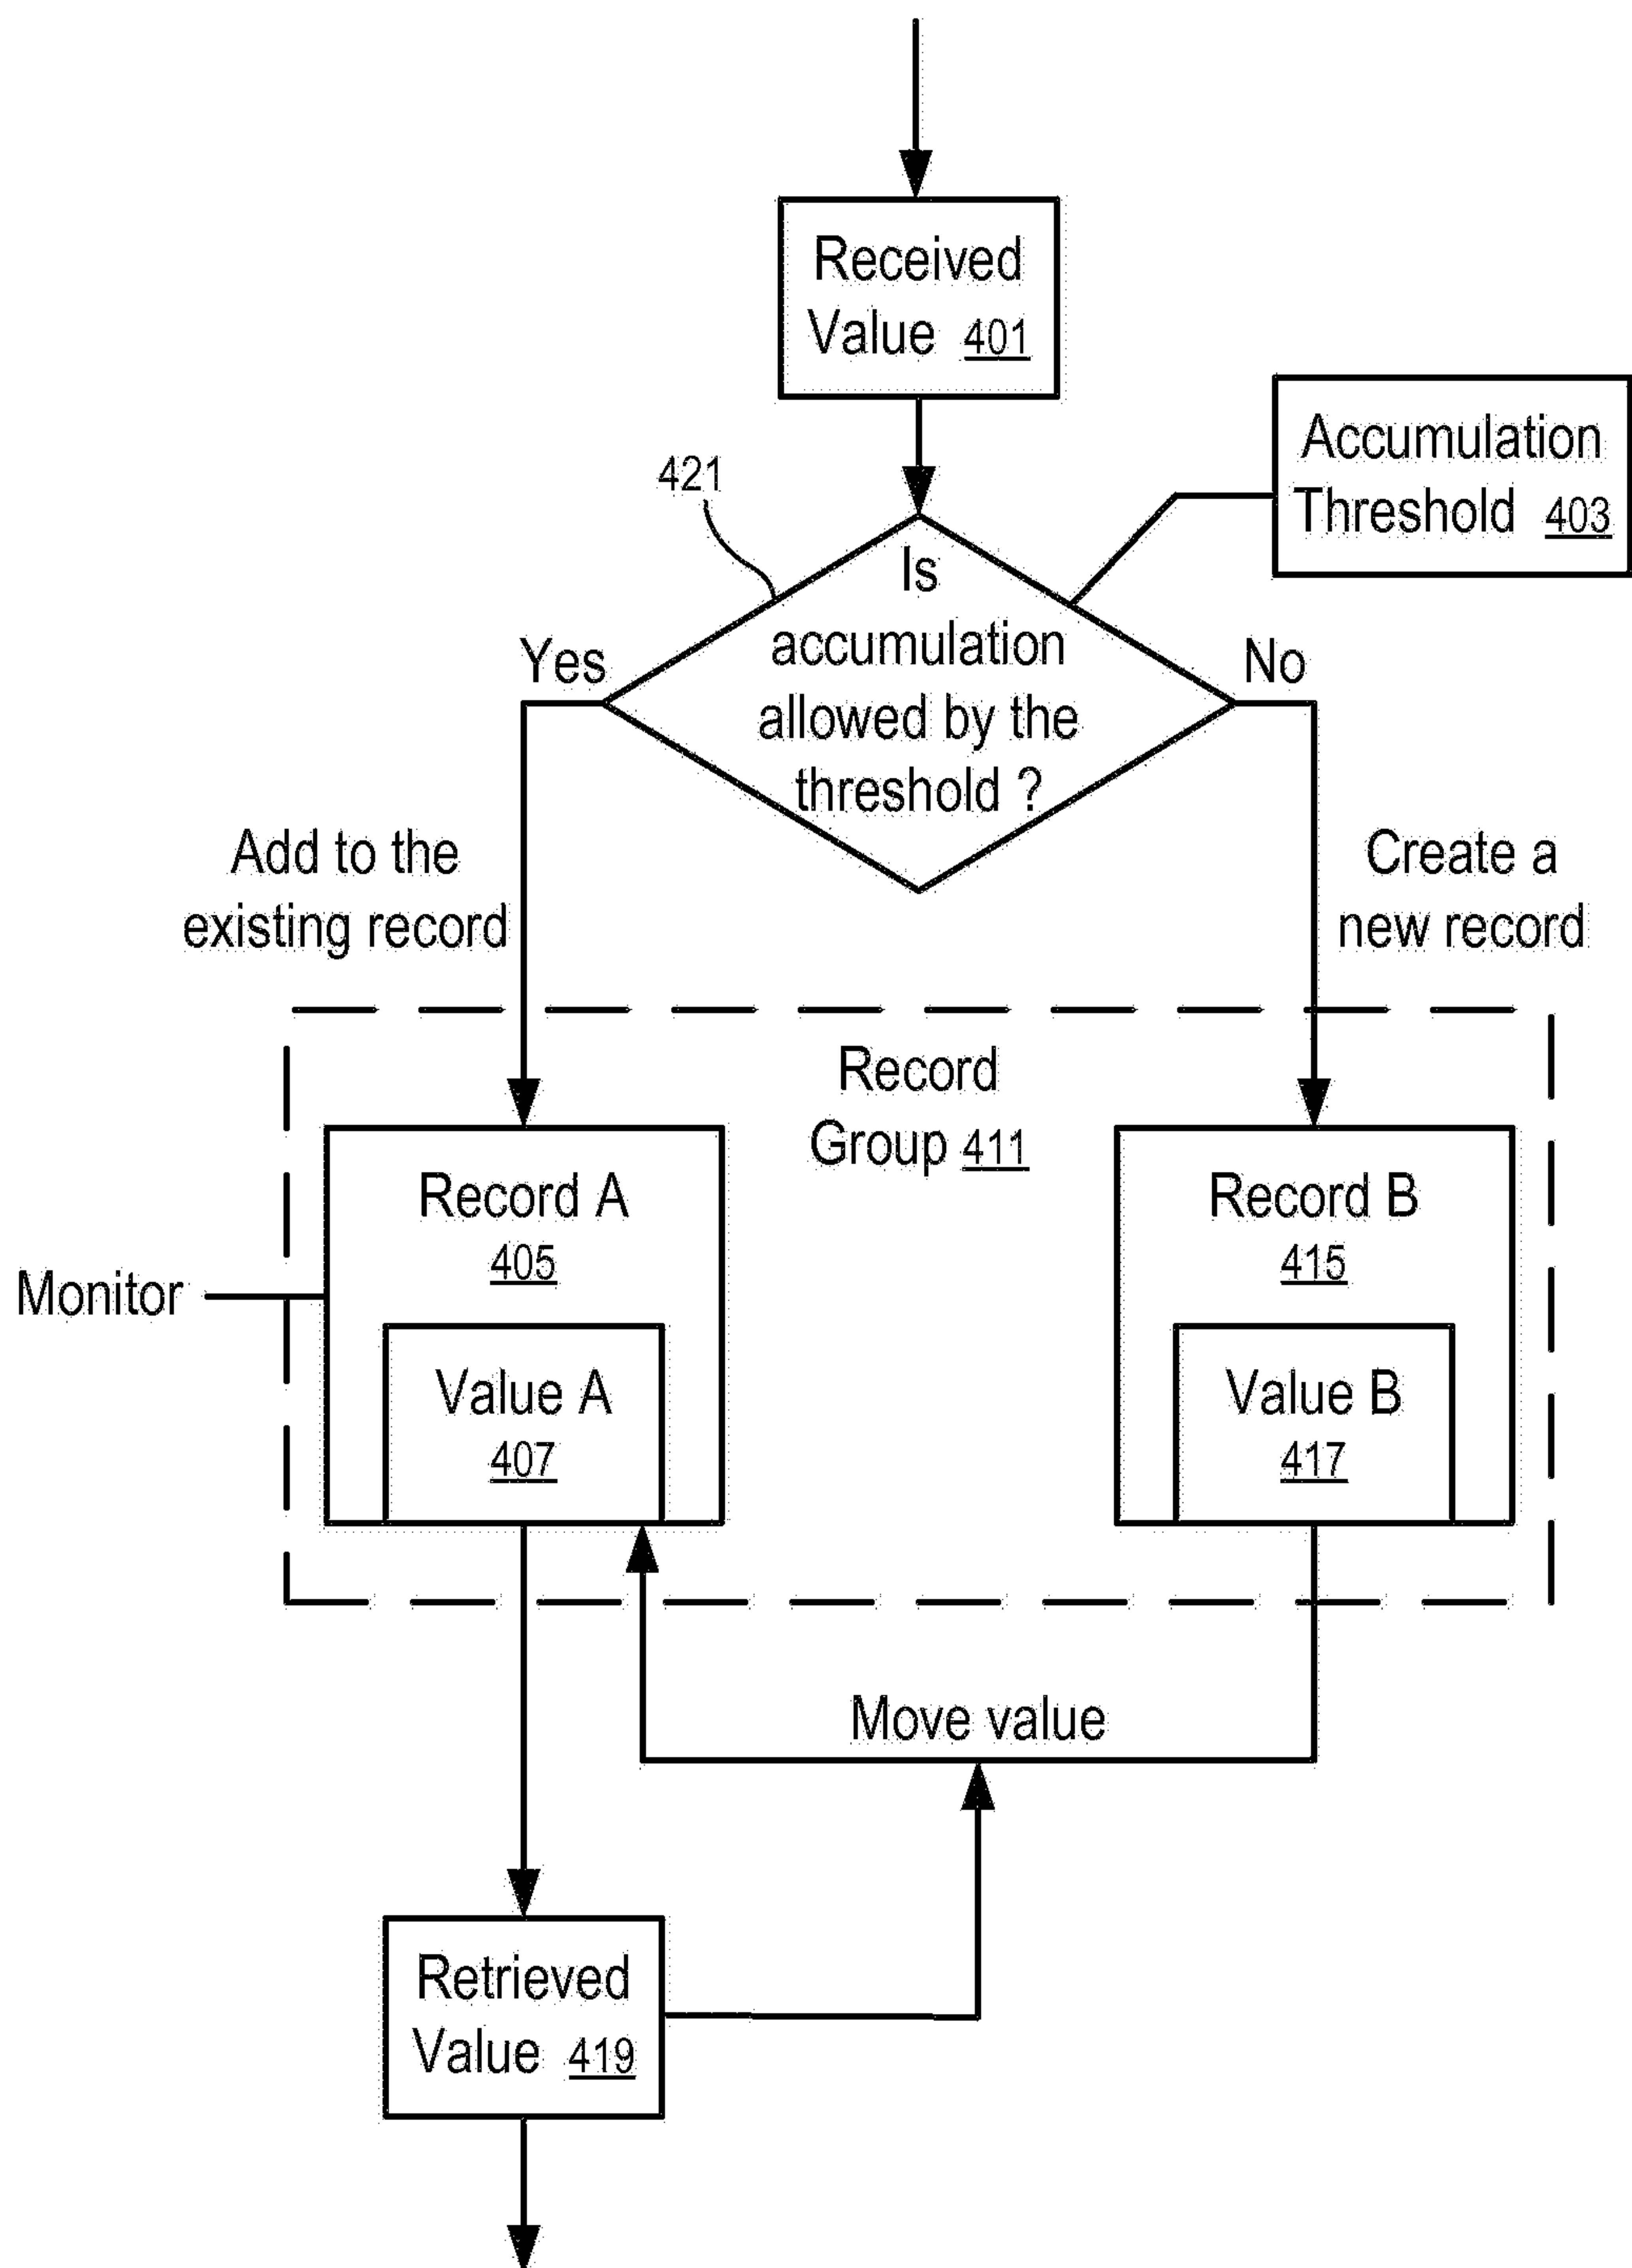 Received
Value 401
Accumulation
Threshold 403
421
Is
accumulation
allowed by the
threshold ?
Yes
No
Add to the
existing record
Create a
new record
Record
Group 411
Record A
405
Value A
407
Record B
415
Value B
417
Monitor
Move value
Retrieved
Value 419